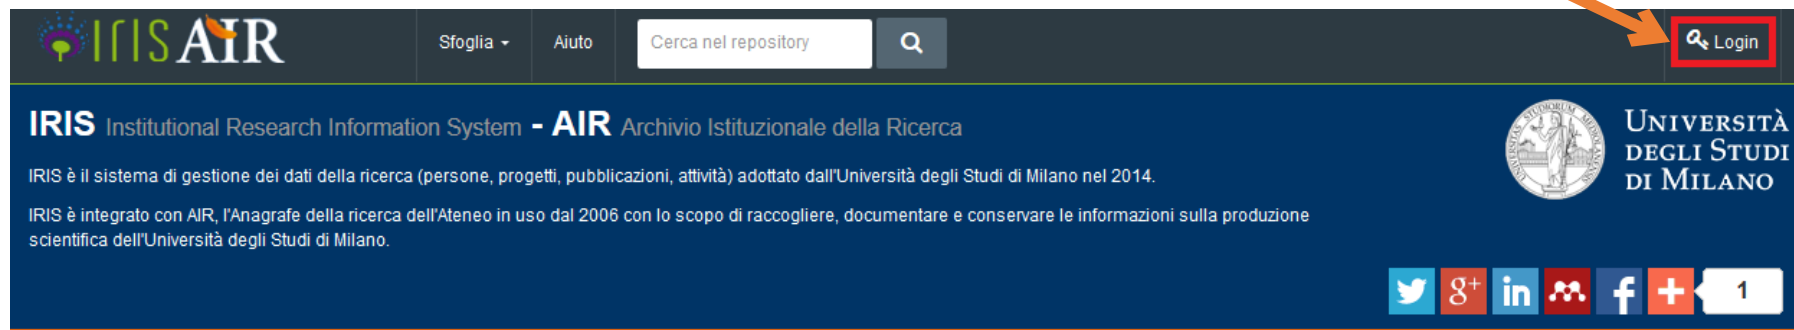 IRIS AIR
Sfoglia
Aiuto
Cerca nel repository
Login
IRIS Institutional Research Information System - AIR Archivio Istituzionale della Ricerca
IRIS è il sistema di gestione dei dati della ricerca (persone, progetti, pubblicazioni, attività) adottato dall'Università degli Studi di Milano nel 2014.
IRIS è integrato con AIR, l'Anagrafe della ricerca dell'Ateneo in uso dal 2006 con lo scopo di raccogliere, documentare e conservare le informazioni sulla produzione
scientifica dell'Università degli Studi di Milano.
UNIVERSITÀ
DEGLI STUDI
DI MILANO
8+
in
f
+
1